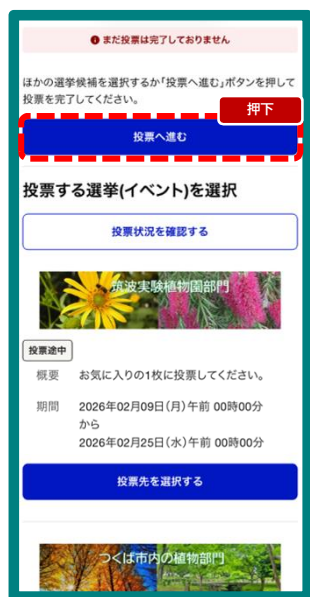 まだ投票は完了しておりません
ほかの選挙候補を選択するか「投票へ進む」ボタンを押して
投票を完了してください。
押下
投票へ進む
投票する選挙(イベント)を選択
投票状況を確認する
筑波実験植物園部門
投票途中
概要 お気に入りの1枚に投票してください。
期間 2026年02月09日(月)午前 00時00分
から
2026年02月25日(水)午前 00時00分
投票先を選択する
つくば市内の植物部門